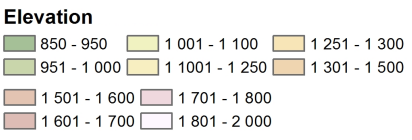 Elevation
850 - 950 1 001 - 1 100 1 251 - 1 300
951 - 1 000 1 1001 - 1 250 1 301 - 1 500
1 501 - 1 600 1 701 - 1 800
1 601 - 1 700 1 801 - 2 000